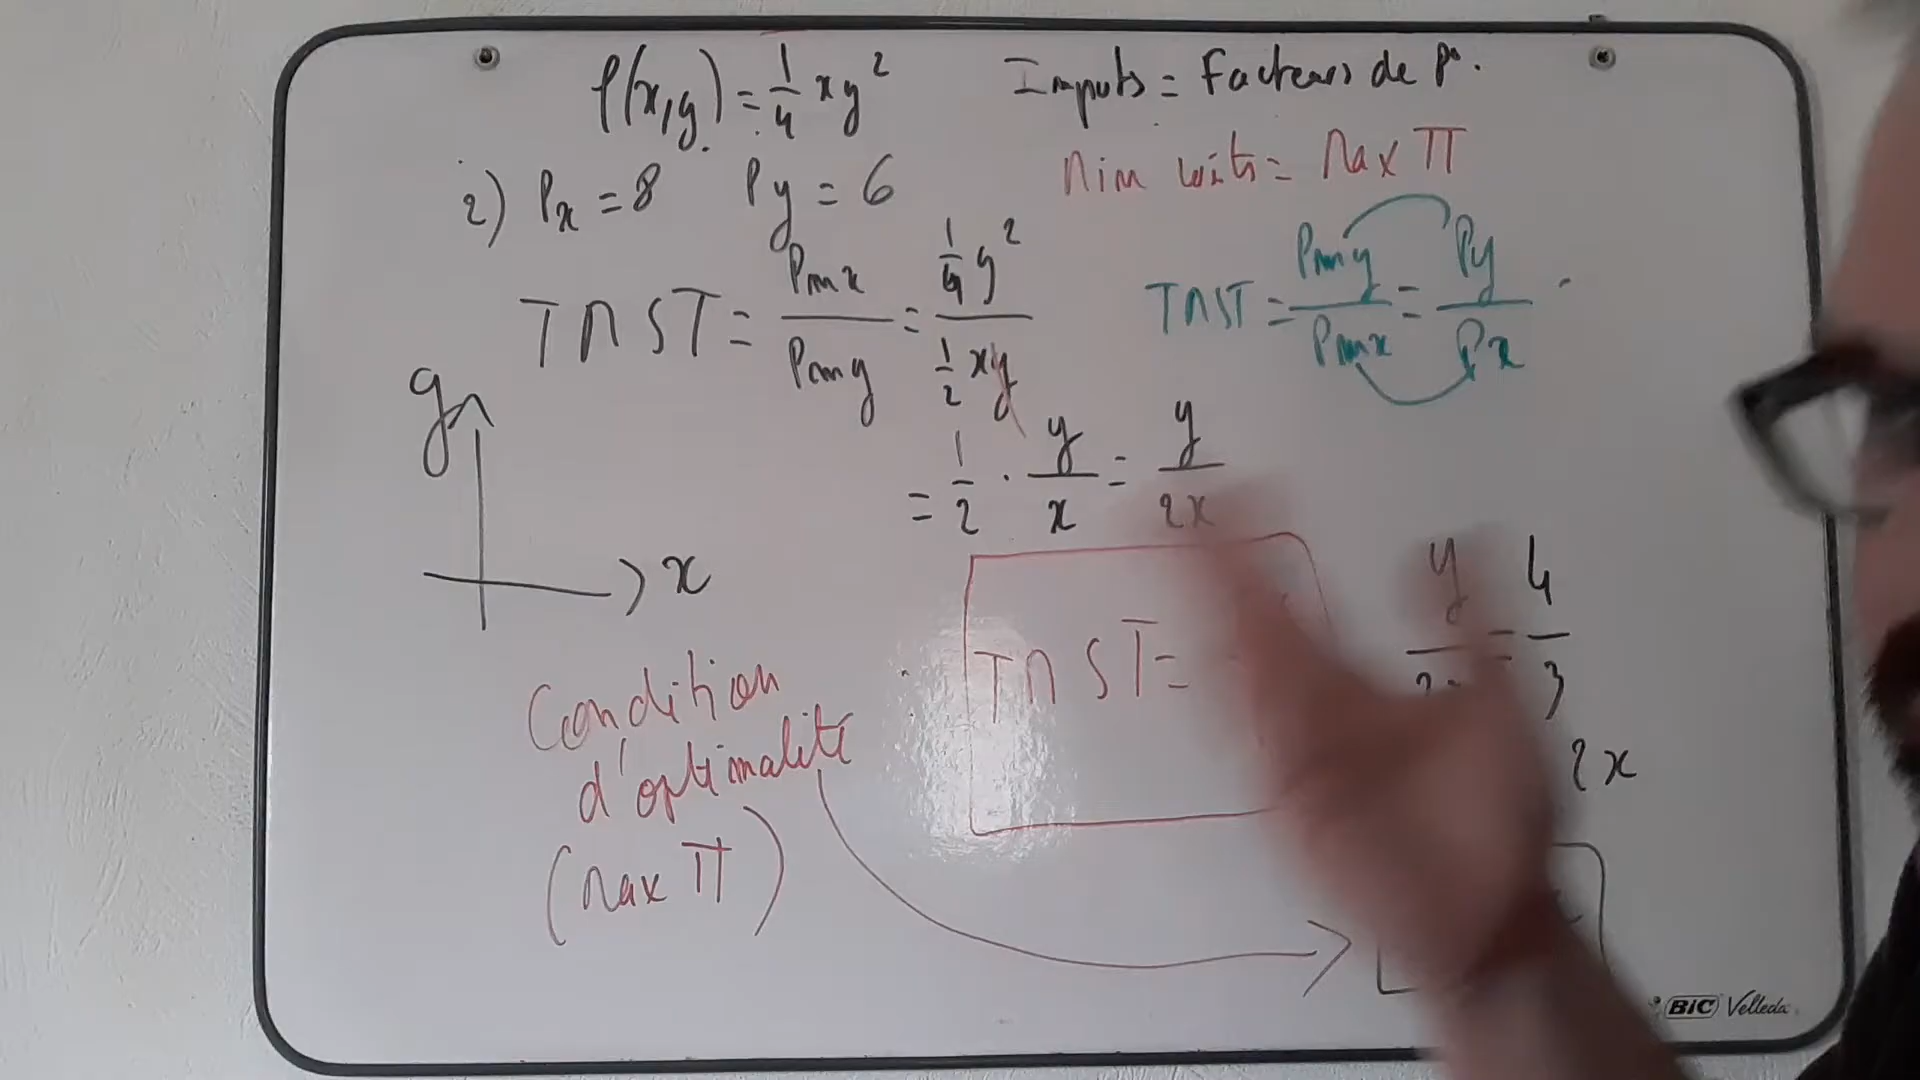 f(x,y) = 1/4 xy²
Inputs = Facteurs de P°.
2) Px = 8 Py = 6
Min coûts = Max Π
TMST = Pmx/Pmy = (1/4 y²)/(1/2 xy)
TMST = Pmy/Pmx = Py/Px
= 1/2 · y/x = y/2x
y
x
TMST =
y/2 = 4/3
2x
Condition
d'optimalité
(Max Π)
BIC Velleda